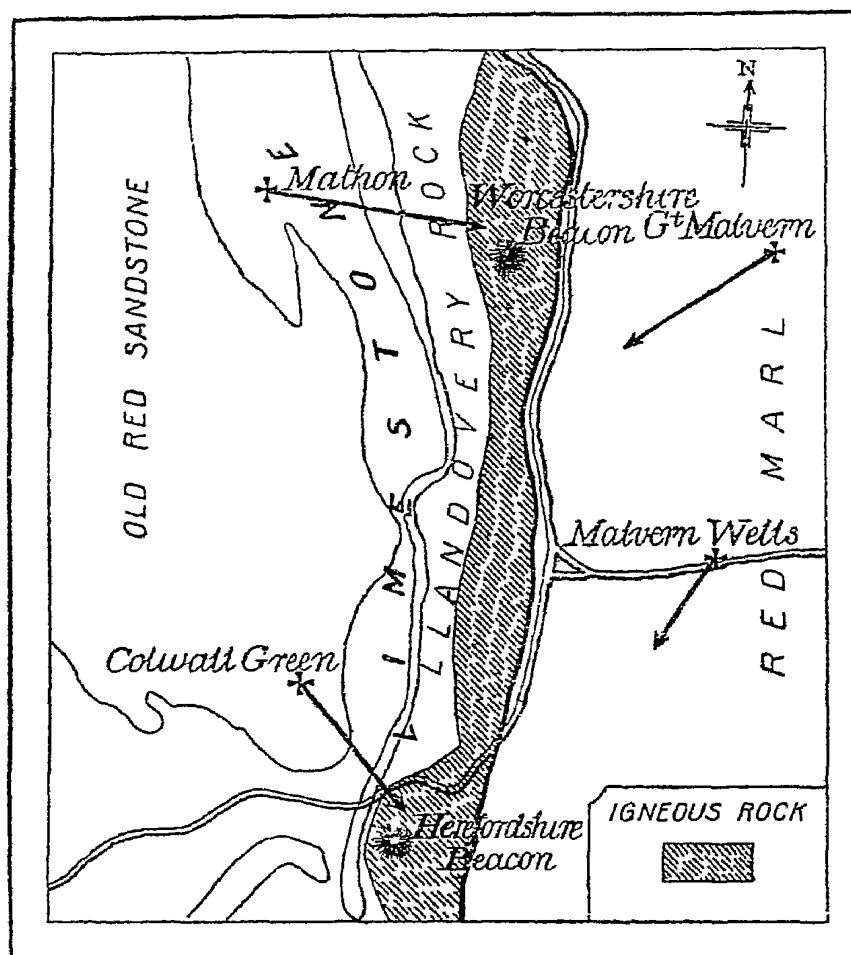 N
OLD RED SANDSTONE
LIMESTONE
LLANDOVERY ROCK
RED MARL
Mathon
Worcestershire
Beacon
Gt Malvern
Malvern Wells
Colwall Green
Herefordshire
Beacon
IGNEOUS ROCK